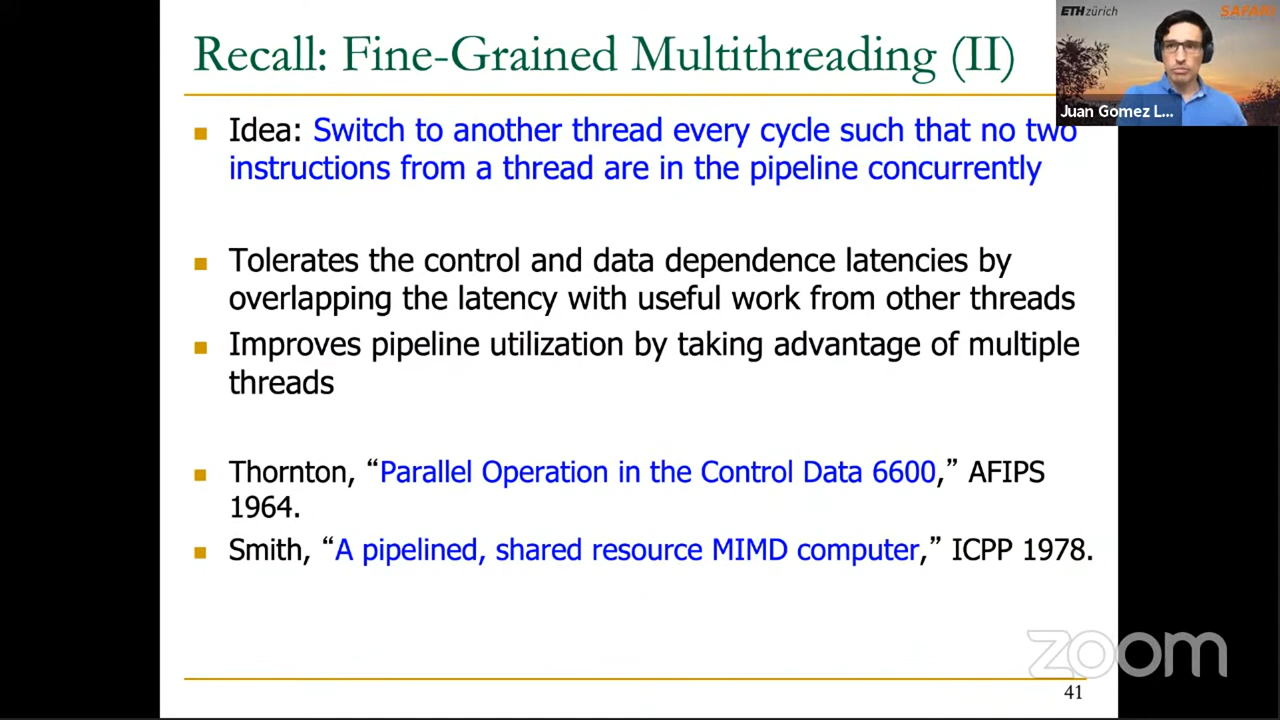 Recall: Fine-Grained Multithreading (II)
ETH zürich
SAFARI
Juan Gomez L...
Idea: Switch to another thread every cycle such that no two
instructions from a thread are in the pipeline concurrently
Tolerates the control and data dependence latencies by
overlapping the latency with useful work from other threads
Improves pipeline utilization by taking advantage of multiple
threads
Thornton, “Parallel Operation in the Control Data 6600,” AFIPS
1964.
Smith, “A pipelined, shared resource MIMD computer,” ICPP 1978.
zoom
41